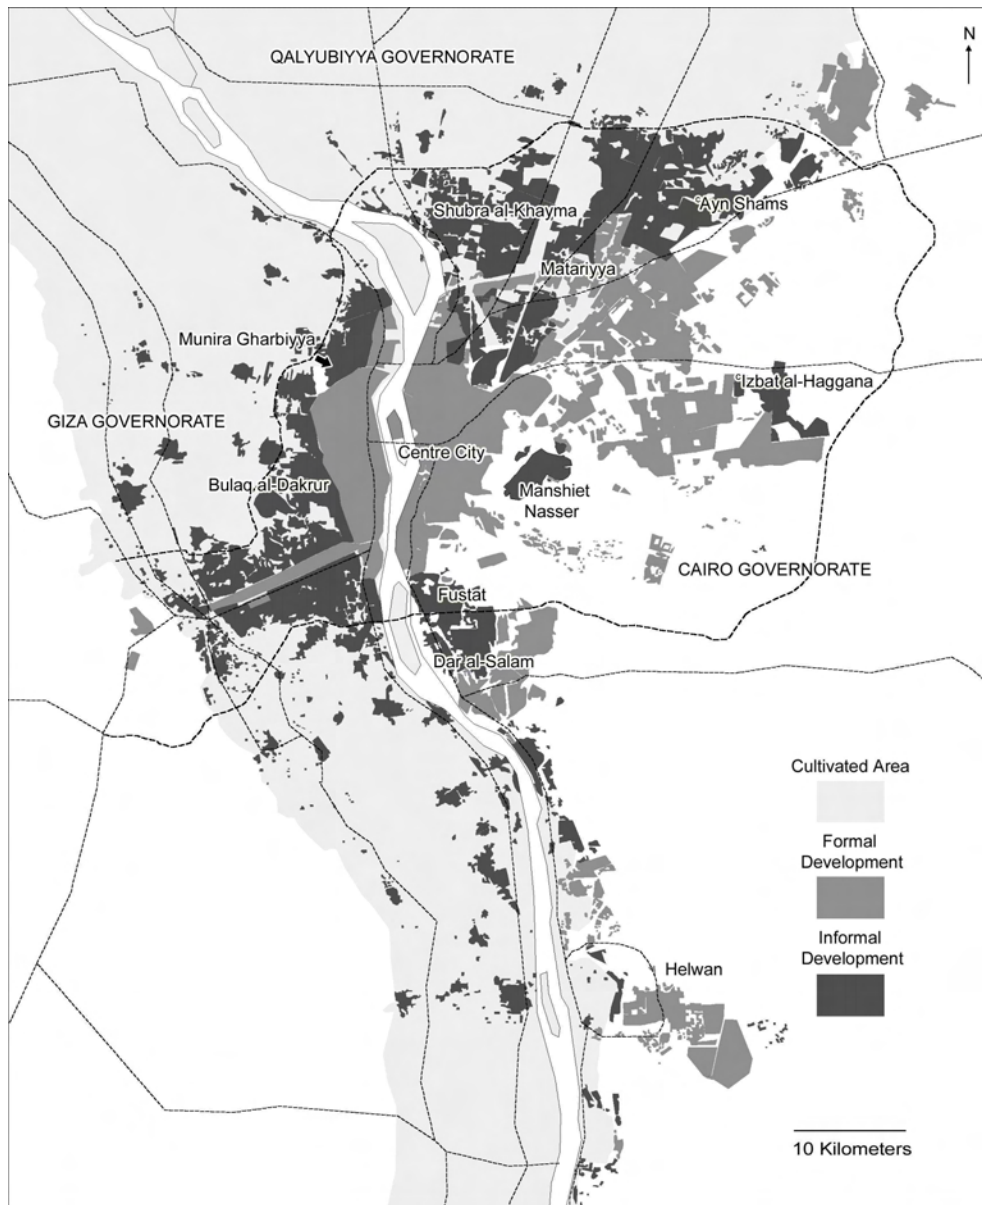 QALYUBIYYA GOVERNORATE
N
Shubra al-Khayma
ʿAyn Shams
Matariyya
Munira Gharbiyya
ʿIzbat al-Haggana
GIZA GOVERNORATE
Centre City
Bulaq al-Dakrur
Manshiet
Nasser
CAIRO GOVERNORATE
Fustat
Dar al-Salam
Cultivated Area
Formal
Development
Informal
Development
Helwan
10 Kilometers